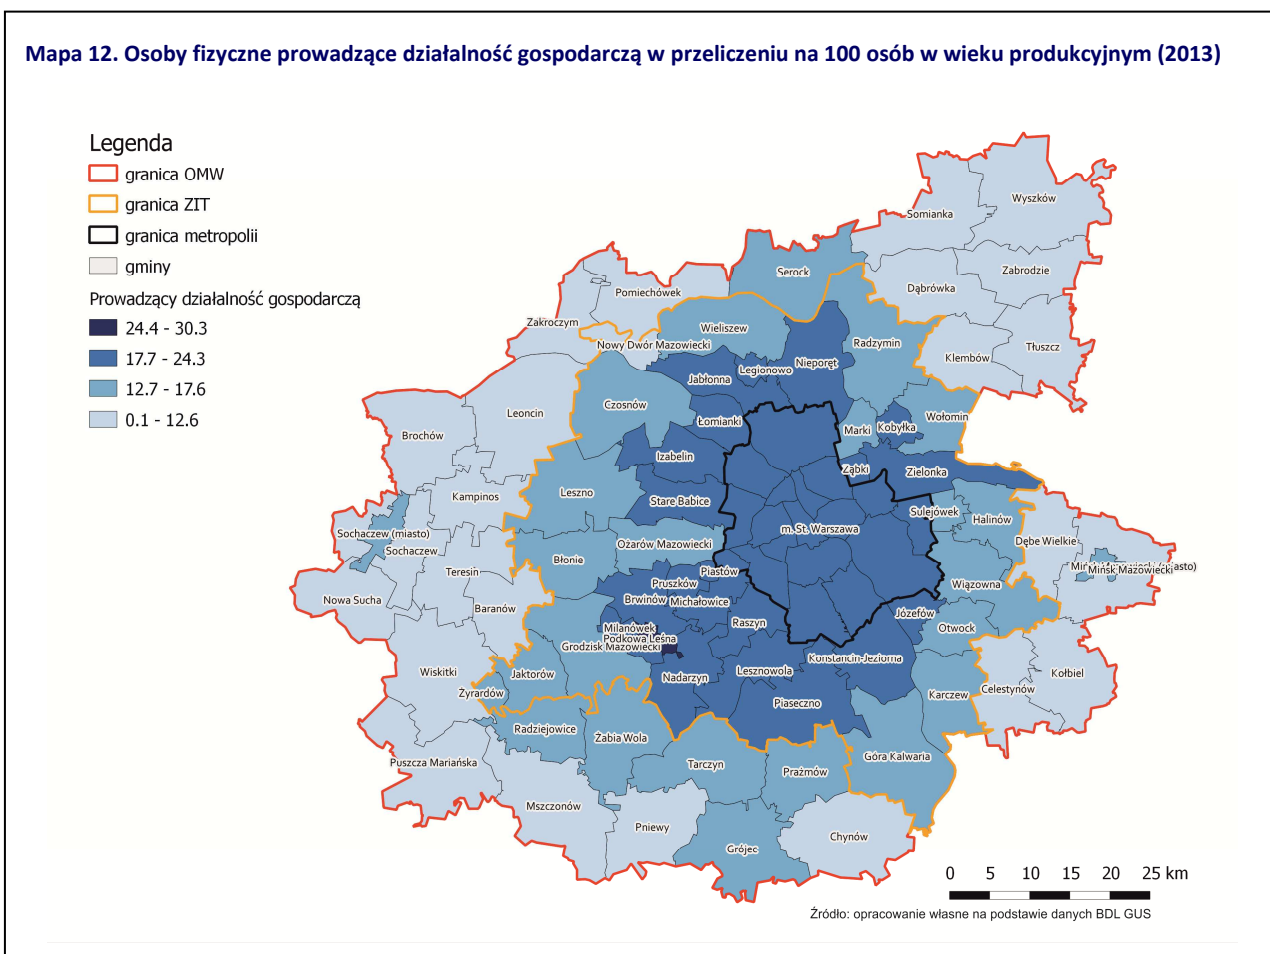 Mapa 12. Osoby fizyczne prowadzące działalność gospodarczą w przeliczeniu na 100 osób w wieku produkcyjnym (2013)
Legenda
granica OMW
granica ZIT
granica metropolii
gminy
Prowadzący działalność gospodarczą
24.4 - 30.3
17.7 - 24.3
12.7 - 17.6
0.1 - 12.6
Wyszków
Somianka
Zabrodzie
Serock
Dąbrówka
Pomiechówek
Zakroczym
Wieliszew
Radzymin
Nowy Dwór Mazowiecki
Tłuszcz
Klembów
Nieporęt
Legionowo
Jabłonna
Czosnów
Leoncin
Łomianki
Wołomin
Kobyłka
Marki
Brochów
Izabelin
Ząbki
Zielonka
Leszno
Kampinos
Stare Babice
Sulejówek
Halinów
m. St. Warszawa
Sochaczew (miasto)
Ożarów Mazowiecki
Dębe Wielkie
Sochaczew
Błonie
Mińsk Mazowiecki (miasto)
Mińsk Mazowiecki
Teresin
Piastów
Pruszków
Wiązowna
Nowa Sucha
Brwinów
Michałowice
Baranów
Józefów
Raszyn
Milanówek
Otwock
Podkowa Leśna
Grodzisk Mazowiecki
Konstancin-Jeziorna
Wiskitki
Jaktorów
Nadarzyn
Lesznowola
Kołbiel
Celestynów
Żyrardów
Karczew
Piaseczno
Radziejowice
Żabia Wola
Góra Kalwaria
Puszcza Mariańska
Tarczyn
Prażmów
Mszczonów
Pniewy
Chynów
Grójec
0 5 10 15 20 25 km
Źródło: opracowanie własne na podstawie danych BDL GUS